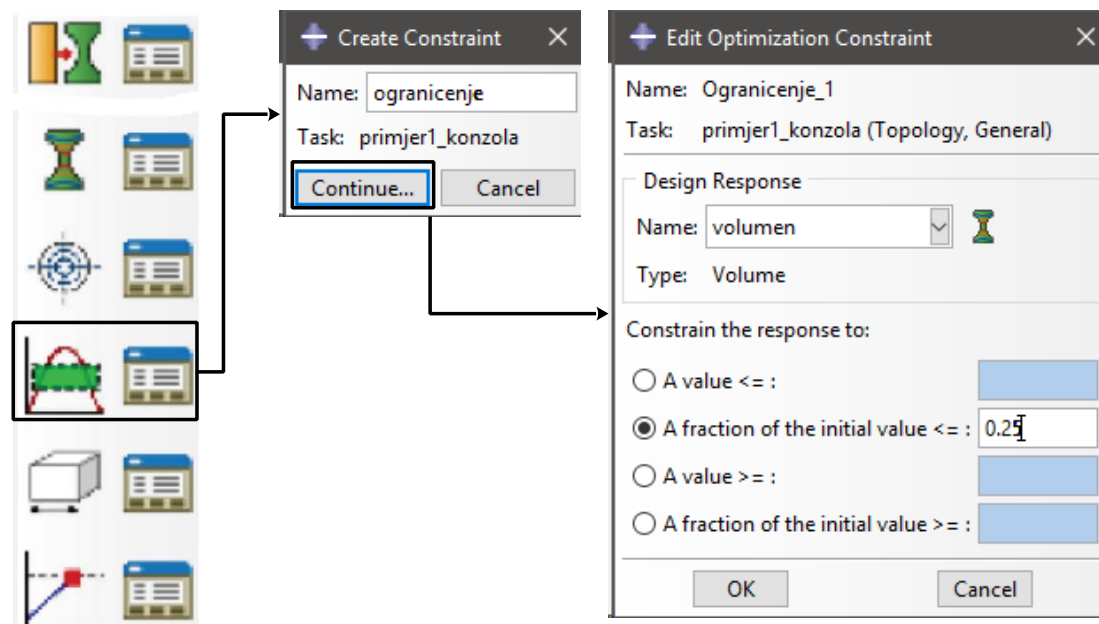 Create Constraint
Name: ogranicenje
Task: primjer1_konzola
Continue... Cancel
Edit Optimization Constraint
Name: Ogranicenje_1
Task: primjer1_konzola (Topology, General)
Design Response
Name: volumen
Type: Volume
Constrain the response to:
A value <= :
A fraction of the initial value <= : 0.25
A value >= :
A fraction of the initial value >= :
OK Cancel